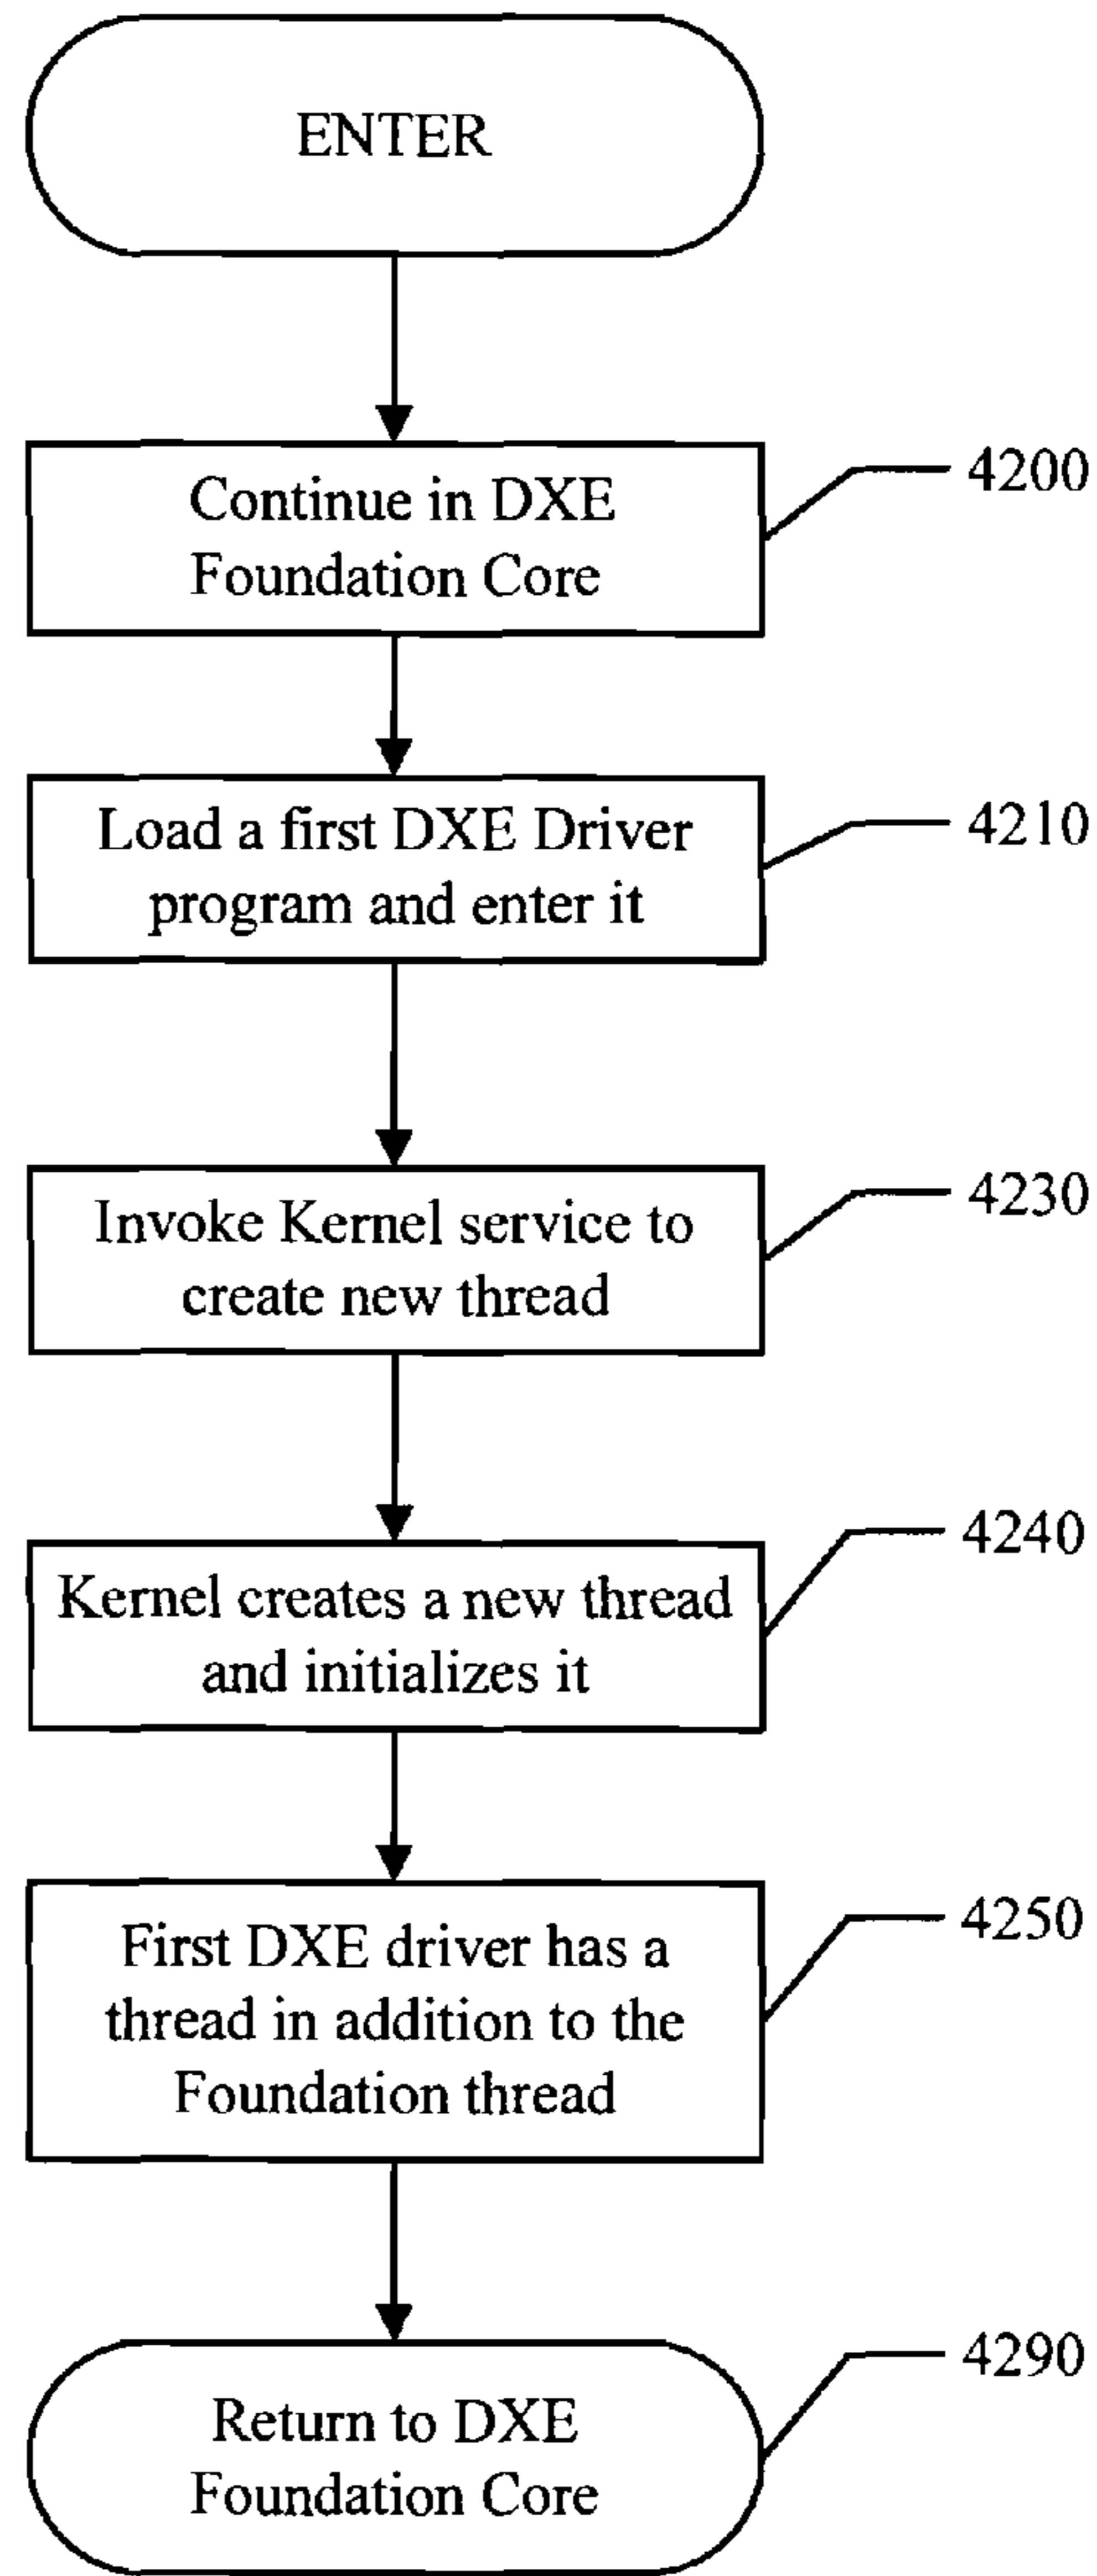 ENTER
Continue in DXE
Foundation Core
4200
Load a first DXE Driver
program and enter it
4210
Invoke Kernel service to
create new thread
4230
Kernel creates a new thread
and initializes it
4240
First DXE driver has a
thread in addition to the
Foundation thread
4250
Return to DXE
Foundation Core
4290